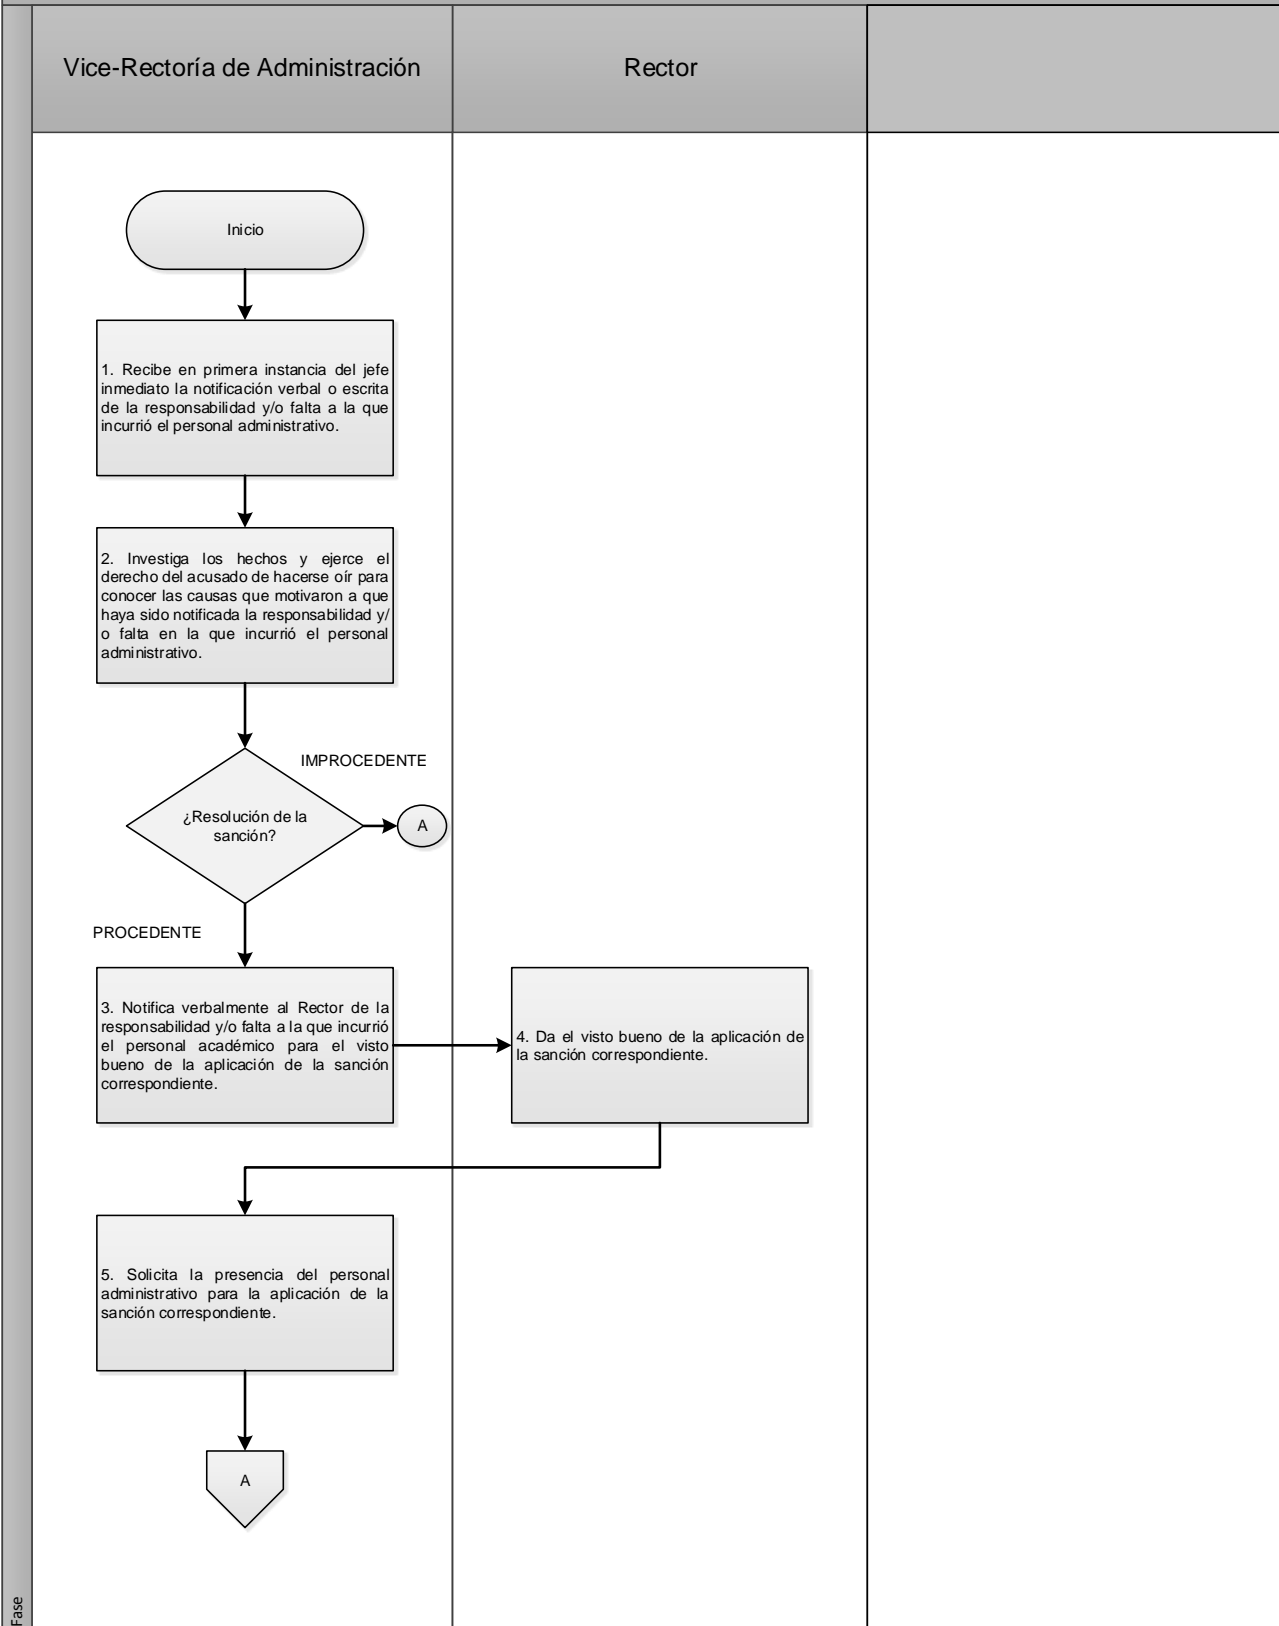 Vice-Rectoría de Administración
Rector
Inicio
1. Recibe en primera instancia del jefe
inmediato la notificación verbal o escrita
de la responsabilidad y/o falta a la que
incurrió el personal administrativo.
2. Investiga los hechos y ejerce el
derecho del acusado de hacerse oír para
conocer las causas que motivaron a que
haya sido notificada la responsabilidad y/
o falta en la que incurrió el personal
administrativo.
IMPROCEDENTE
¿Resolución de la
sanción?
A
PROCEDENTE
3. Notifica verbalmente al Rector de la
responsabilidad y/o falta a la que incurrió
el personal académico para el visto
bueno de la aplicación de la sanción
correspondiente.
4. Da el visto bueno de la aplicación de
la sanción correspondiente.
5. Solicita la presencia del personal
administrativo para la aplicación de la
sanción correspondiente.
A
Fase